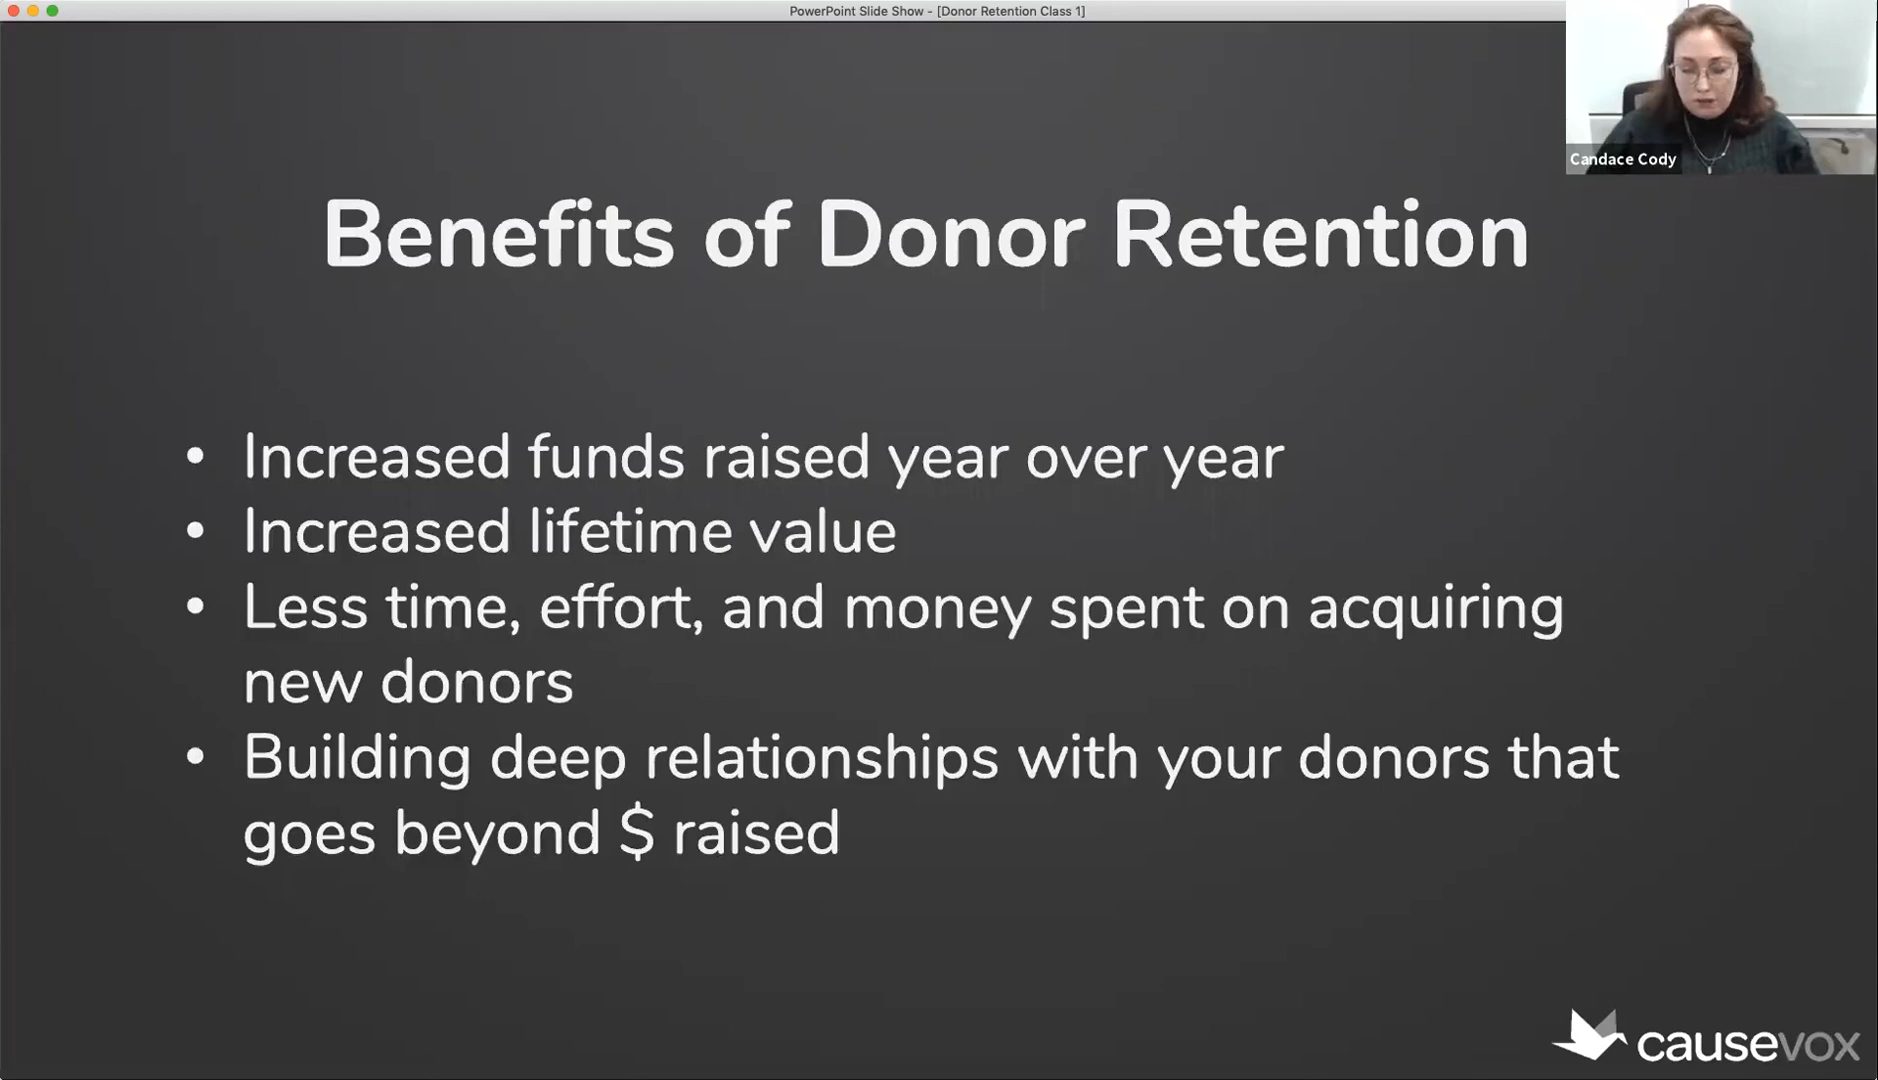 PowerPoint Slide Show - [Donor Retention Class 1]
Candace Cody
Benefits of Donor Retention
• Increased funds raised year over year
• Increased lifetime value
• Less time, effort, and money spent on acquiring
new donors
• Building deep relationships with your donors that
goes beyond $ raised
causevox